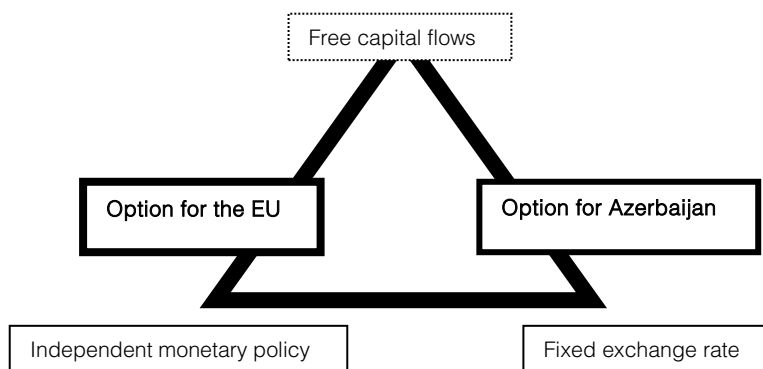 Free capital flows
Option for the EU
Option for Azerbaijan
Independent monetary policy
Fixed exchange rate